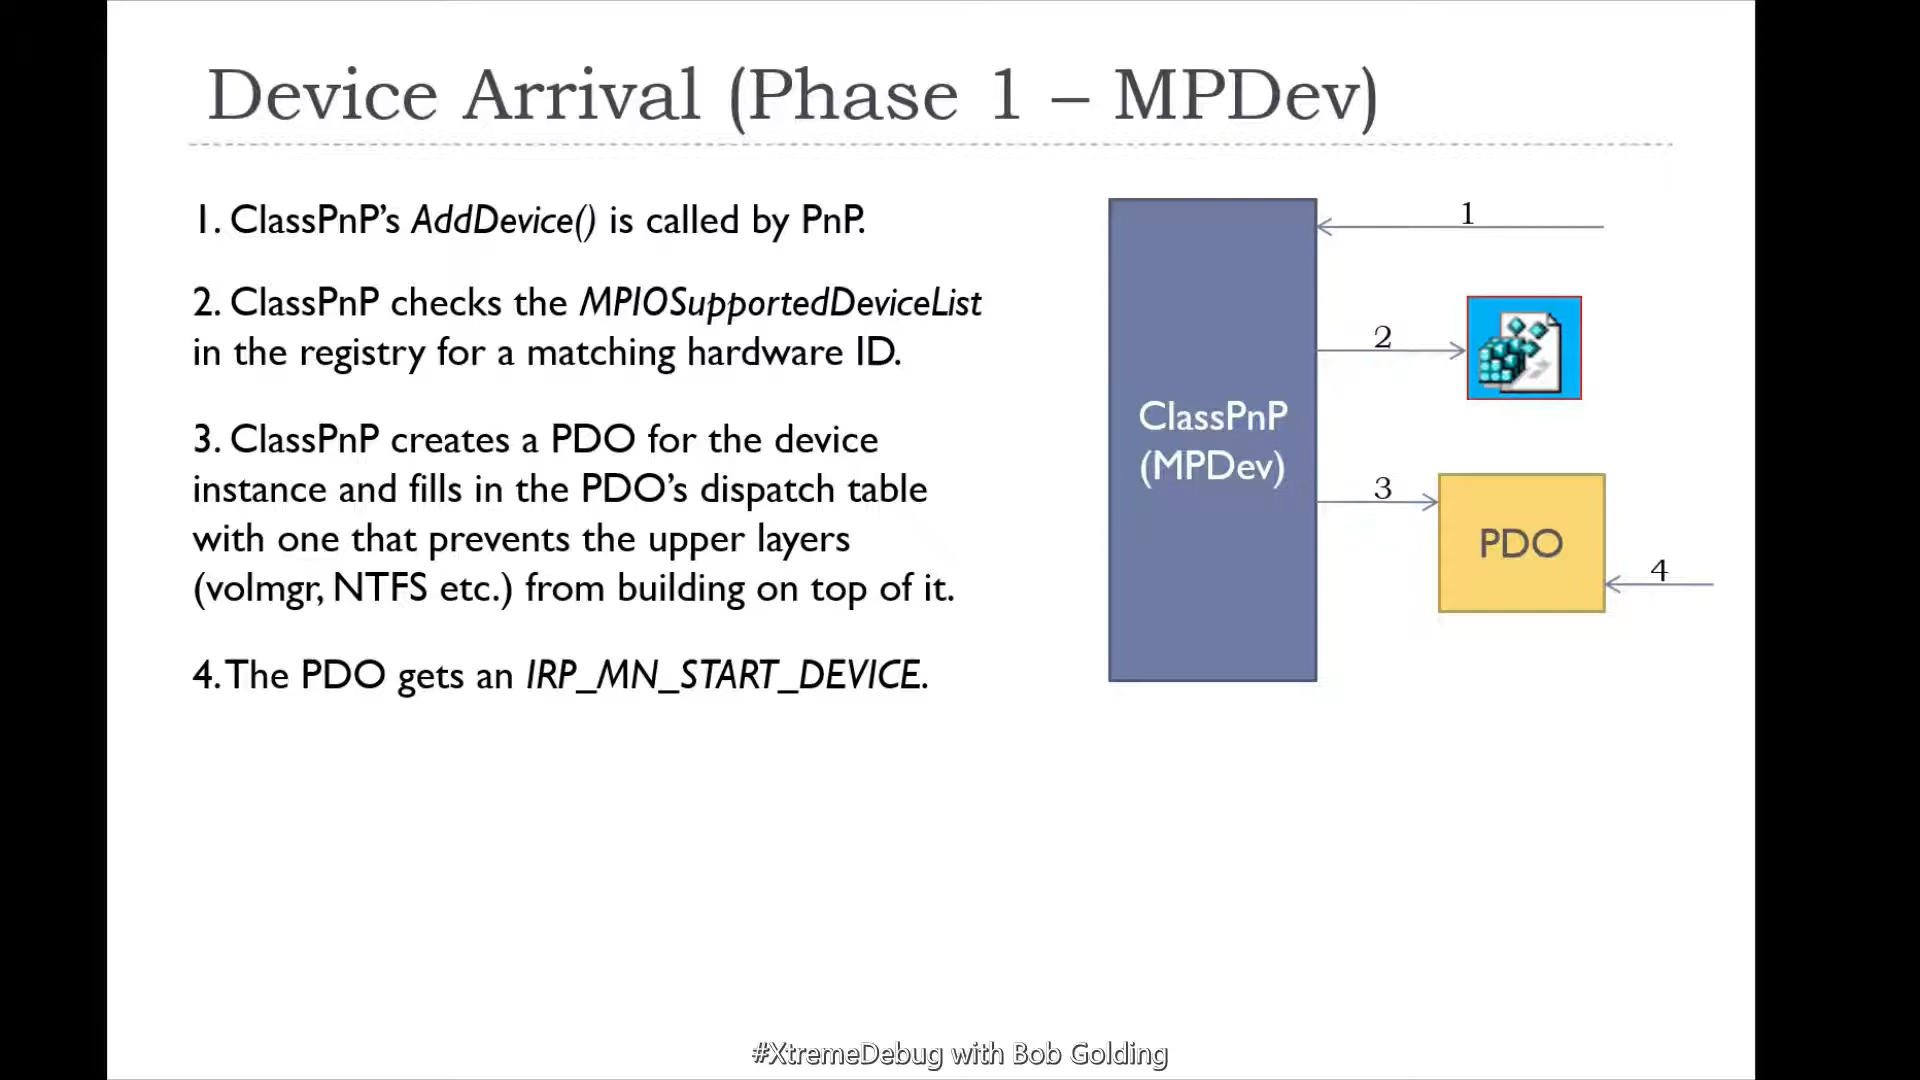 Device Arrival (Phase 1 – MPDev)
1. ClassPnP’s AddDevice() is called by PnP.
2. ClassPnP checks the MPIOSupportedDeviceList
in the registry for a matching hardware ID.
3. ClassPnP creates a PDO for the device
instance and fills in the PDO’s dispatch table
with one that prevents the upper layers
(volmgr, NTFS etc.) from building on top of it.
4. The PDO gets an IRP_MN_START_DEVICE.
1
2
ClassPnP
(MPDev)
3
PDO
4
#XtremeDebug with Bob Golding